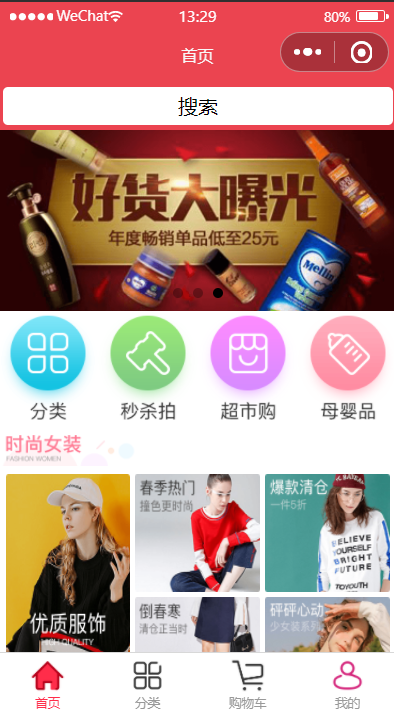 WeChat
13:29
80%
首页
搜索
好货大曝光
年度畅销单品低至25元
Mellin
分类
秒杀拍
超市购
母婴品
时尚女装
FASHION WOMEN
优质服饰
HIGH QUALITY
春季热门
撞色更时尚
爆款清仓
一件5折
BELIEVE
YOURSELF
BRIGHT
FUTURE
TOYOUTH
倒春寒
清仓正当时
砰砰心动
少女装系列
首页
分类
购物车
我的